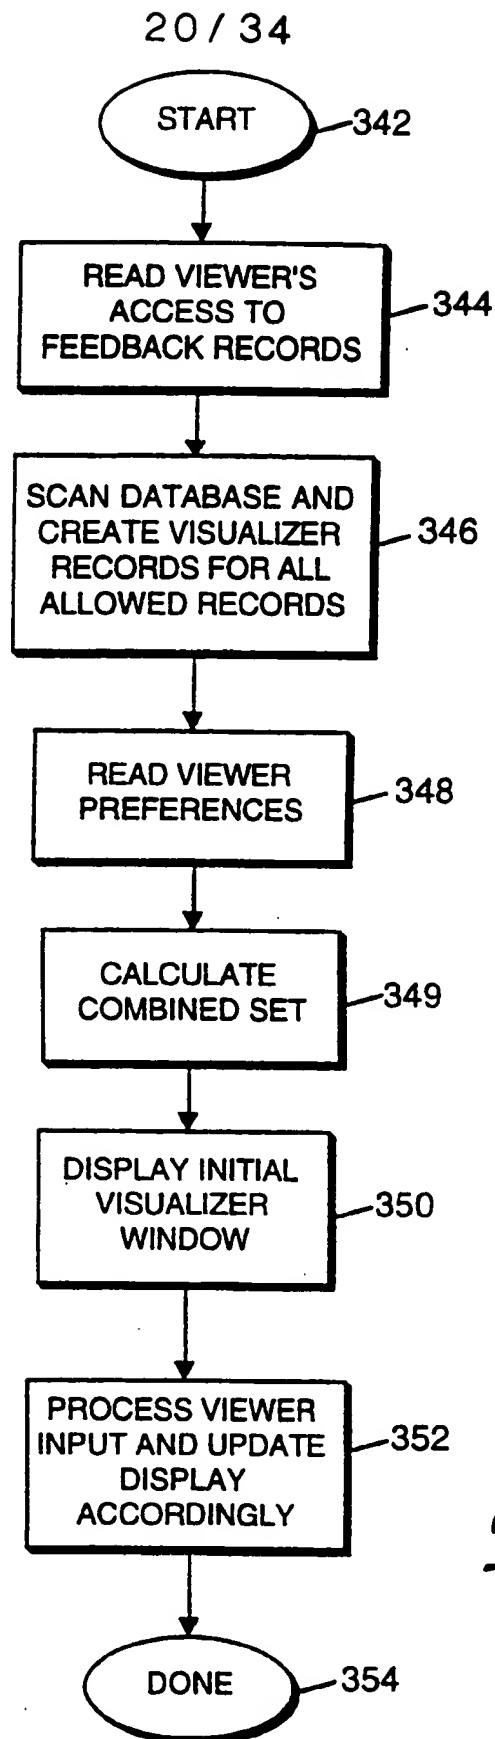 20 / 34
START
342
READ VIEWER'S
ACCESS TO
FEEDBACK RECORDS
344
SCAN DATABASE AND
CREATE VISUALIZER
RECORDS FOR ALL
ALLOWED RECORDS
346
READ VIEWER
PREFERENCES
348
CALCULATE
COMBINED SET
349
DISPLAY INITIAL
VISUALIZER
WINDOW
350
PROCESS VIEWER
INPUT AND UPDATE
DISPLAY
ACCORDINGLY
352
DONE
354